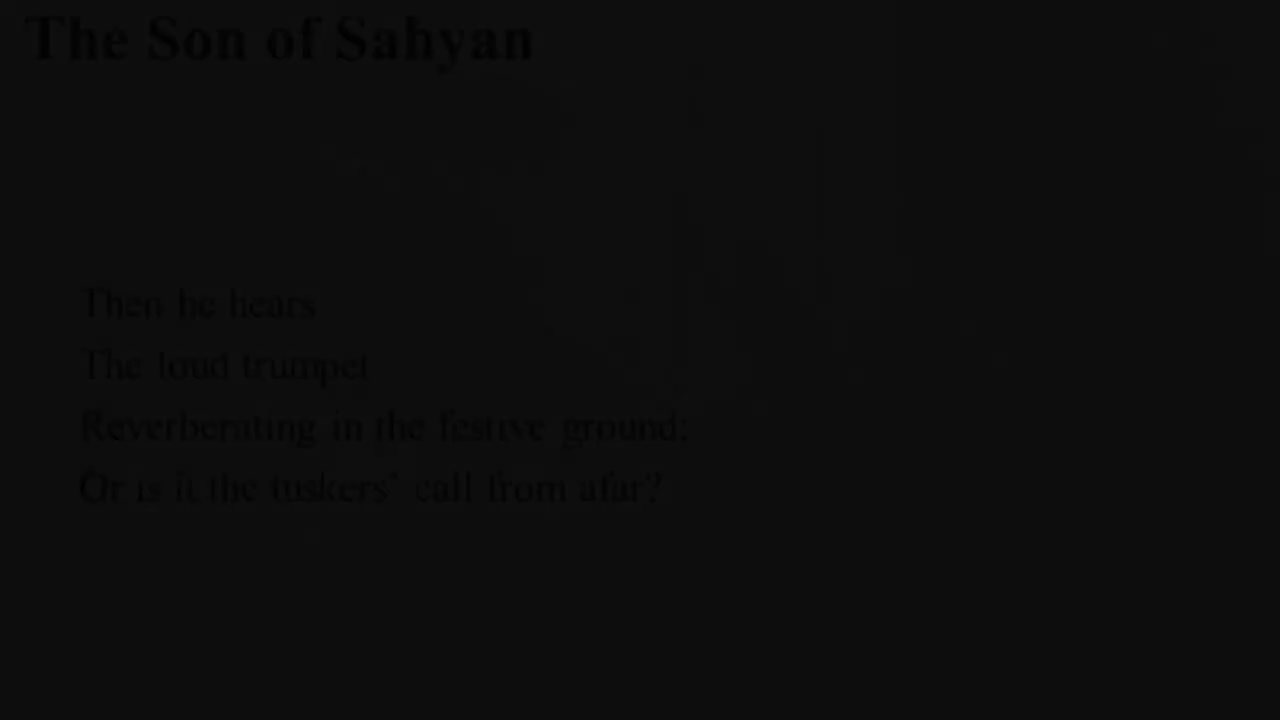 The Son of Sahyan
Then he hears
The loud trumpet
Reverberating in the festive ground;
Or is it the tuskers' call from afar?